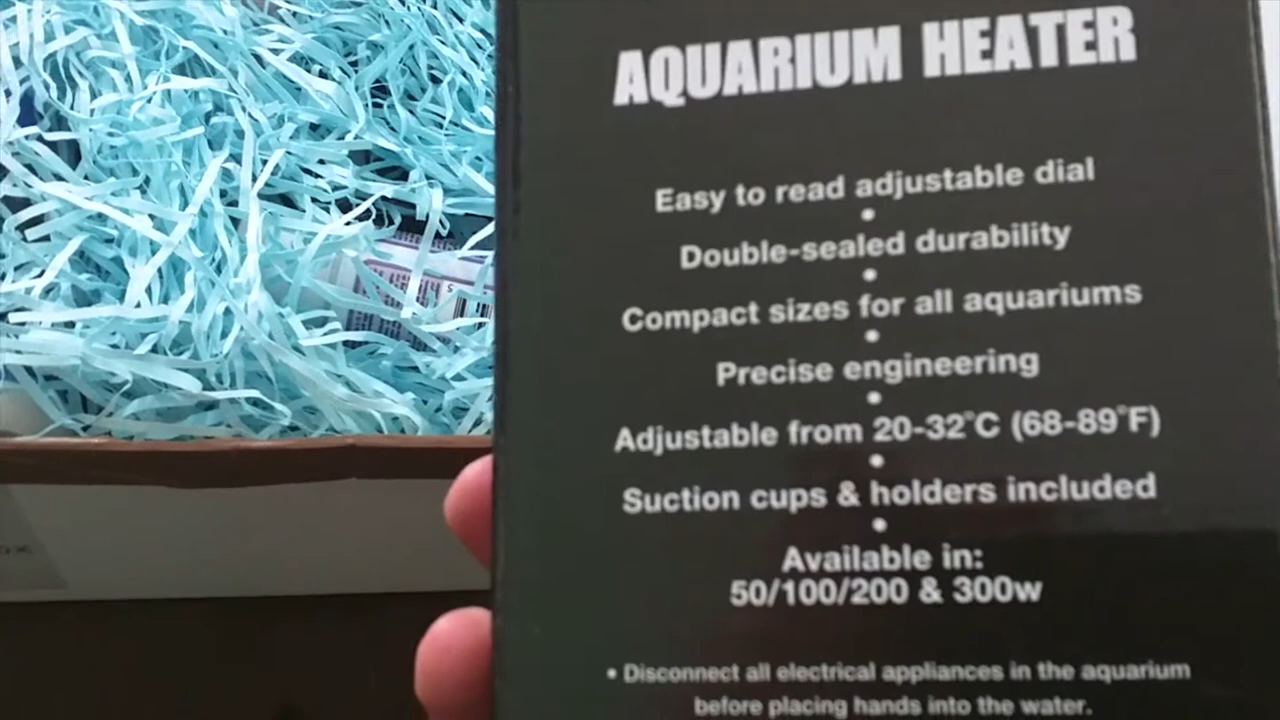 AQUARIUM HEATER
Easy to read adjustable dial
•
Double-sealed durability
•
Compact sizes for all aquariums
•
Precise engineering
•
Adjustable from 20-32°C (68-89°F)
•
Suction cups & holders included
•
Available in:
50/100/200 & 300w
• Disconnect all electrical appliances in the aquarium
before placing hands into the water.